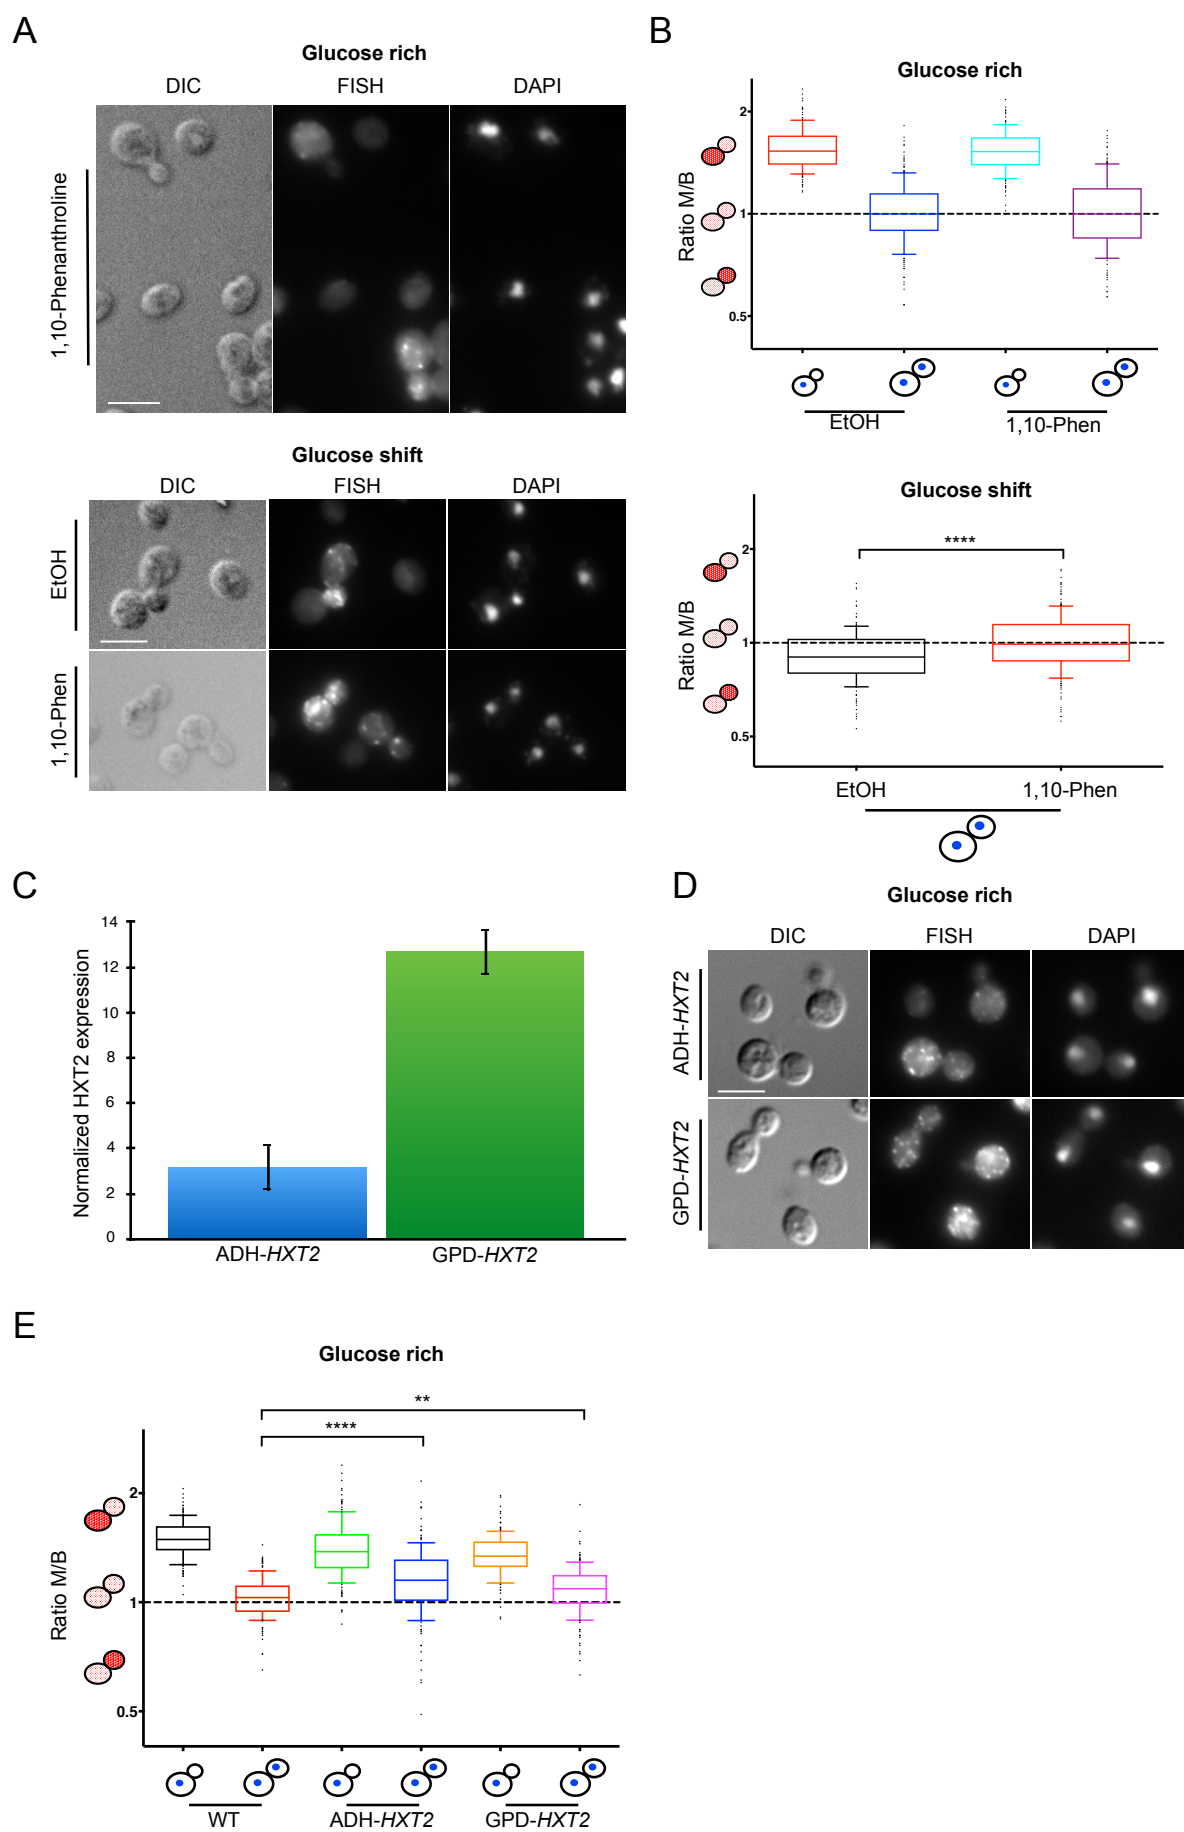 A
Glucose rich
DIC FISH DAPI
1,10-Phenanthroline
Glucose shift
DIC FISH DAPI
EtOH
1,10-Phen
B
Glucose rich
Ratio M/B
2
1
0.5
EtOH 1,10-Phen
Glucose shift
Ratio M/B
****
2
1
0.5
EtOH 1,10-Phen
C
Normalized HXT2 expression
14
12
10
8
6
4
2
0
ADH-HXT2 GPD-HXT2
D
Glucose rich
DIC FISH DAPI
ADH-HXT2
GPD-HXT2
E
Glucose rich
**
****
Ratio M/B
2
1
0.5
WT ADH-HXT2 GPD-HXT2